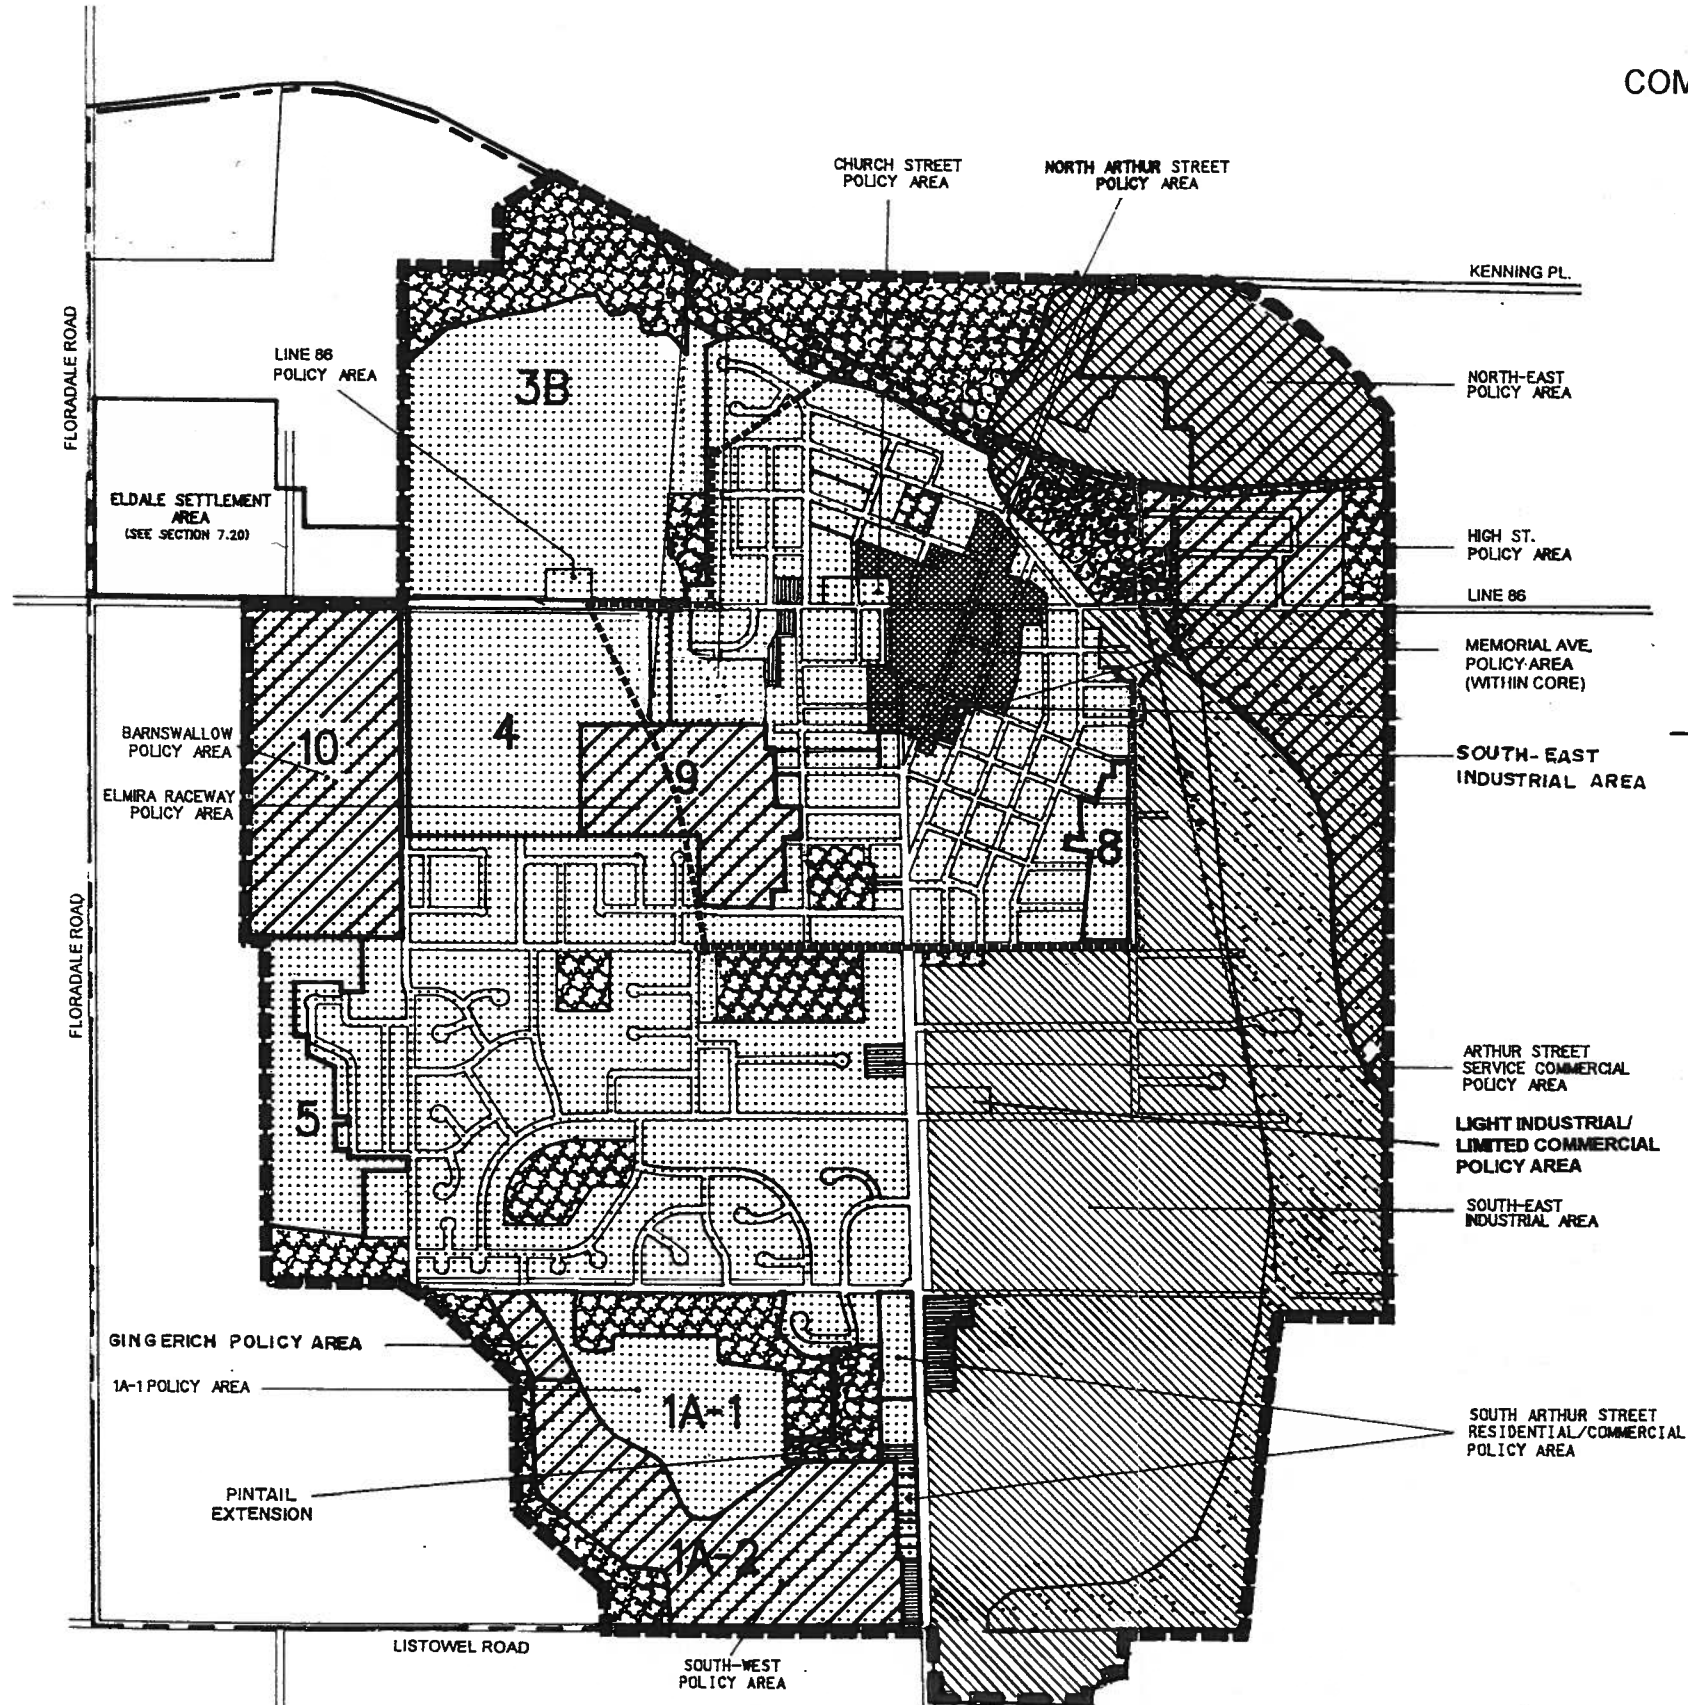 COM
CHURCH STREET
POLICY AREA
NORTH ARTHUR STREET
POLICY AREA
KENNING PL.
FLORADALE ROAD
LINE 86
POLICY AREA
3B
NORTH-EAST
POLICY AREA
ELDALE SETTLEMENT
AREA
(SEE SECTION 7.20)
HIGH ST.
POLICY AREA
LINE 86
MEMORIAL AVE.
POLICY AREA
(WITHIN CORE)
BARNSWALLOW
POLICY AREA
10
4
9
SOUTH-EAST
INDUSTRIAL AREA
ELMIRA RACEWAY
POLICY AREA
8
FLORADALE ROAD
5
ARTHUR STREET
SERVICE COMMERCIAL
POLICY AREA
LIGHT INDUSTRIAL/
LIMITED COMMERCIAL
POLICY AREA
SOUTH-EAST
INDUSTRIAL AREA
GINGERICH POLICY AREA
1A-1 POLICY AREA
1A-1
SOUTH ARTHUR STREET
RESIDENTIAL/COMMERCIAL
POLICY AREA
PINTAIL
EXTENSION
1A-2
LISTOWEL ROAD
SOUTH-WEST
POLICY AREA